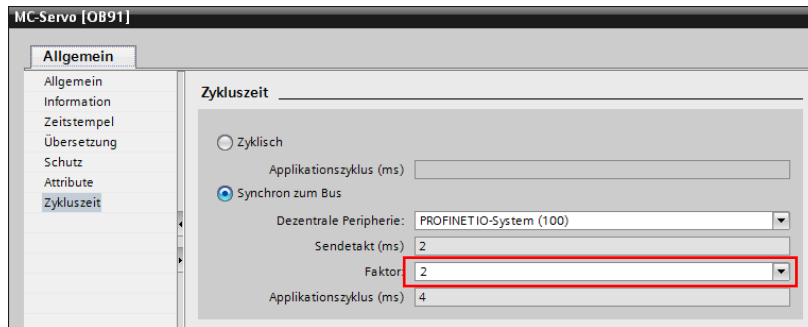 MC-Servo [OB91]
Allgemein
Allgemein
Information
Zeitstempel
Übersetzung
Schutz
Attribute
Zykluszeit
Zykluszeit
Zyklisch
Applikationszyklus (ms)
Synchron zum Bus
Dezentrale Peripherie: PROFINET IO-System (100)
Sendetakt (ms) 2
Faktor: 2
Applikationszyklus (ms) 4